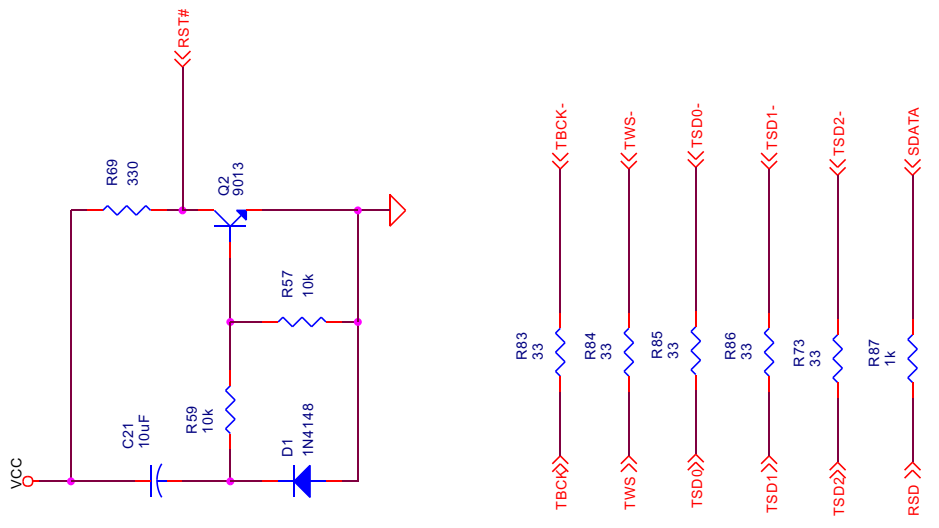 RST#
R69
330
Q2
9013
R57
10k
R59
10k
C21
10uF
D1
1N4148
VCC
TBCK-
TWS-
TSD0-
TSD1-
TSD2-
SDATA
R83
33
R84
33
R85
33
R86
33
R73
33
R87
1k
TBCK
TWS
TSD0
TSD1
TSD2
RSD